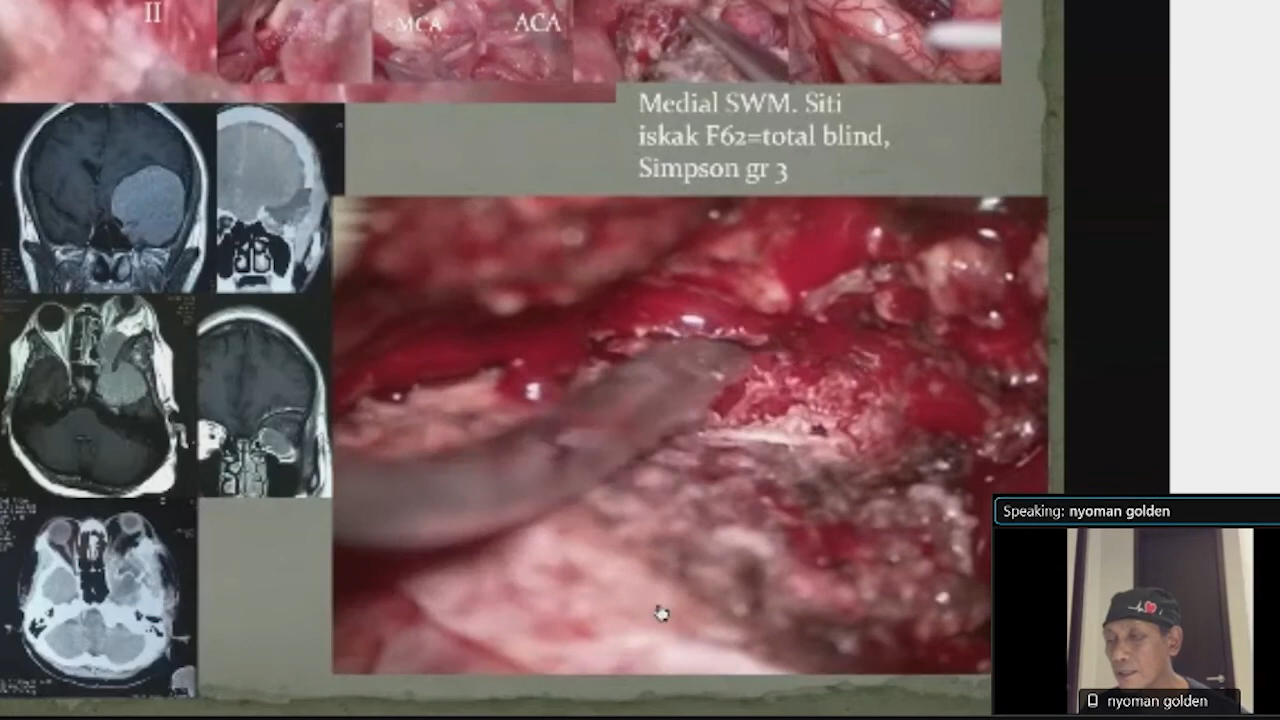 II
MCA
ACA
Medial SWM. Siti
iskak F62=total blind,
Simpson gr 3
Speaking: nyoman golden
nyoman golden